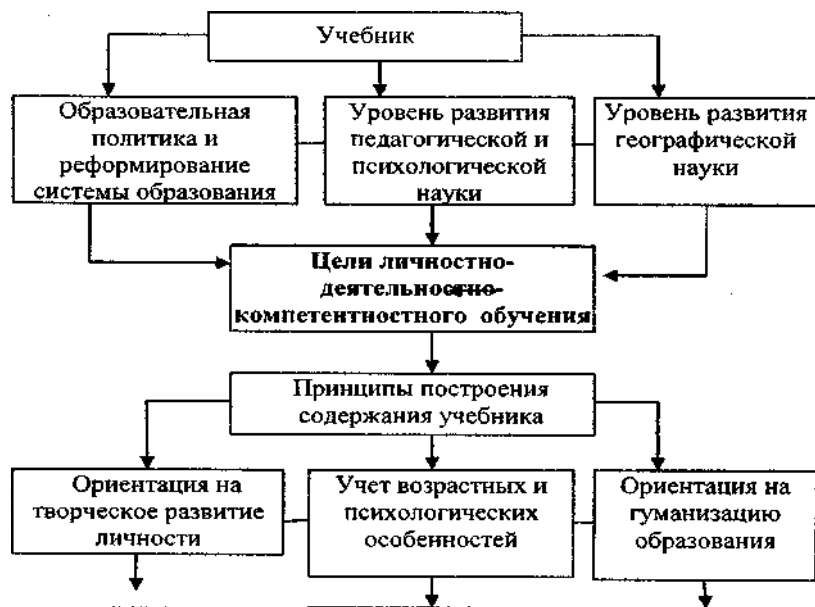 Учебник
Образовательная
политика и
реформирование
системы образования
Уровень развития
педагогической и
психологической
науки
Уровень развития
географической
науки
Цели личностно-
деятельностно-
компетентностного обучения
Принципы построения
содержания учебника
Ориентация на
творческое развитие
личности
Учет возрастных и
психологических
особенностей
Ориентация на
гуманизацию
образования